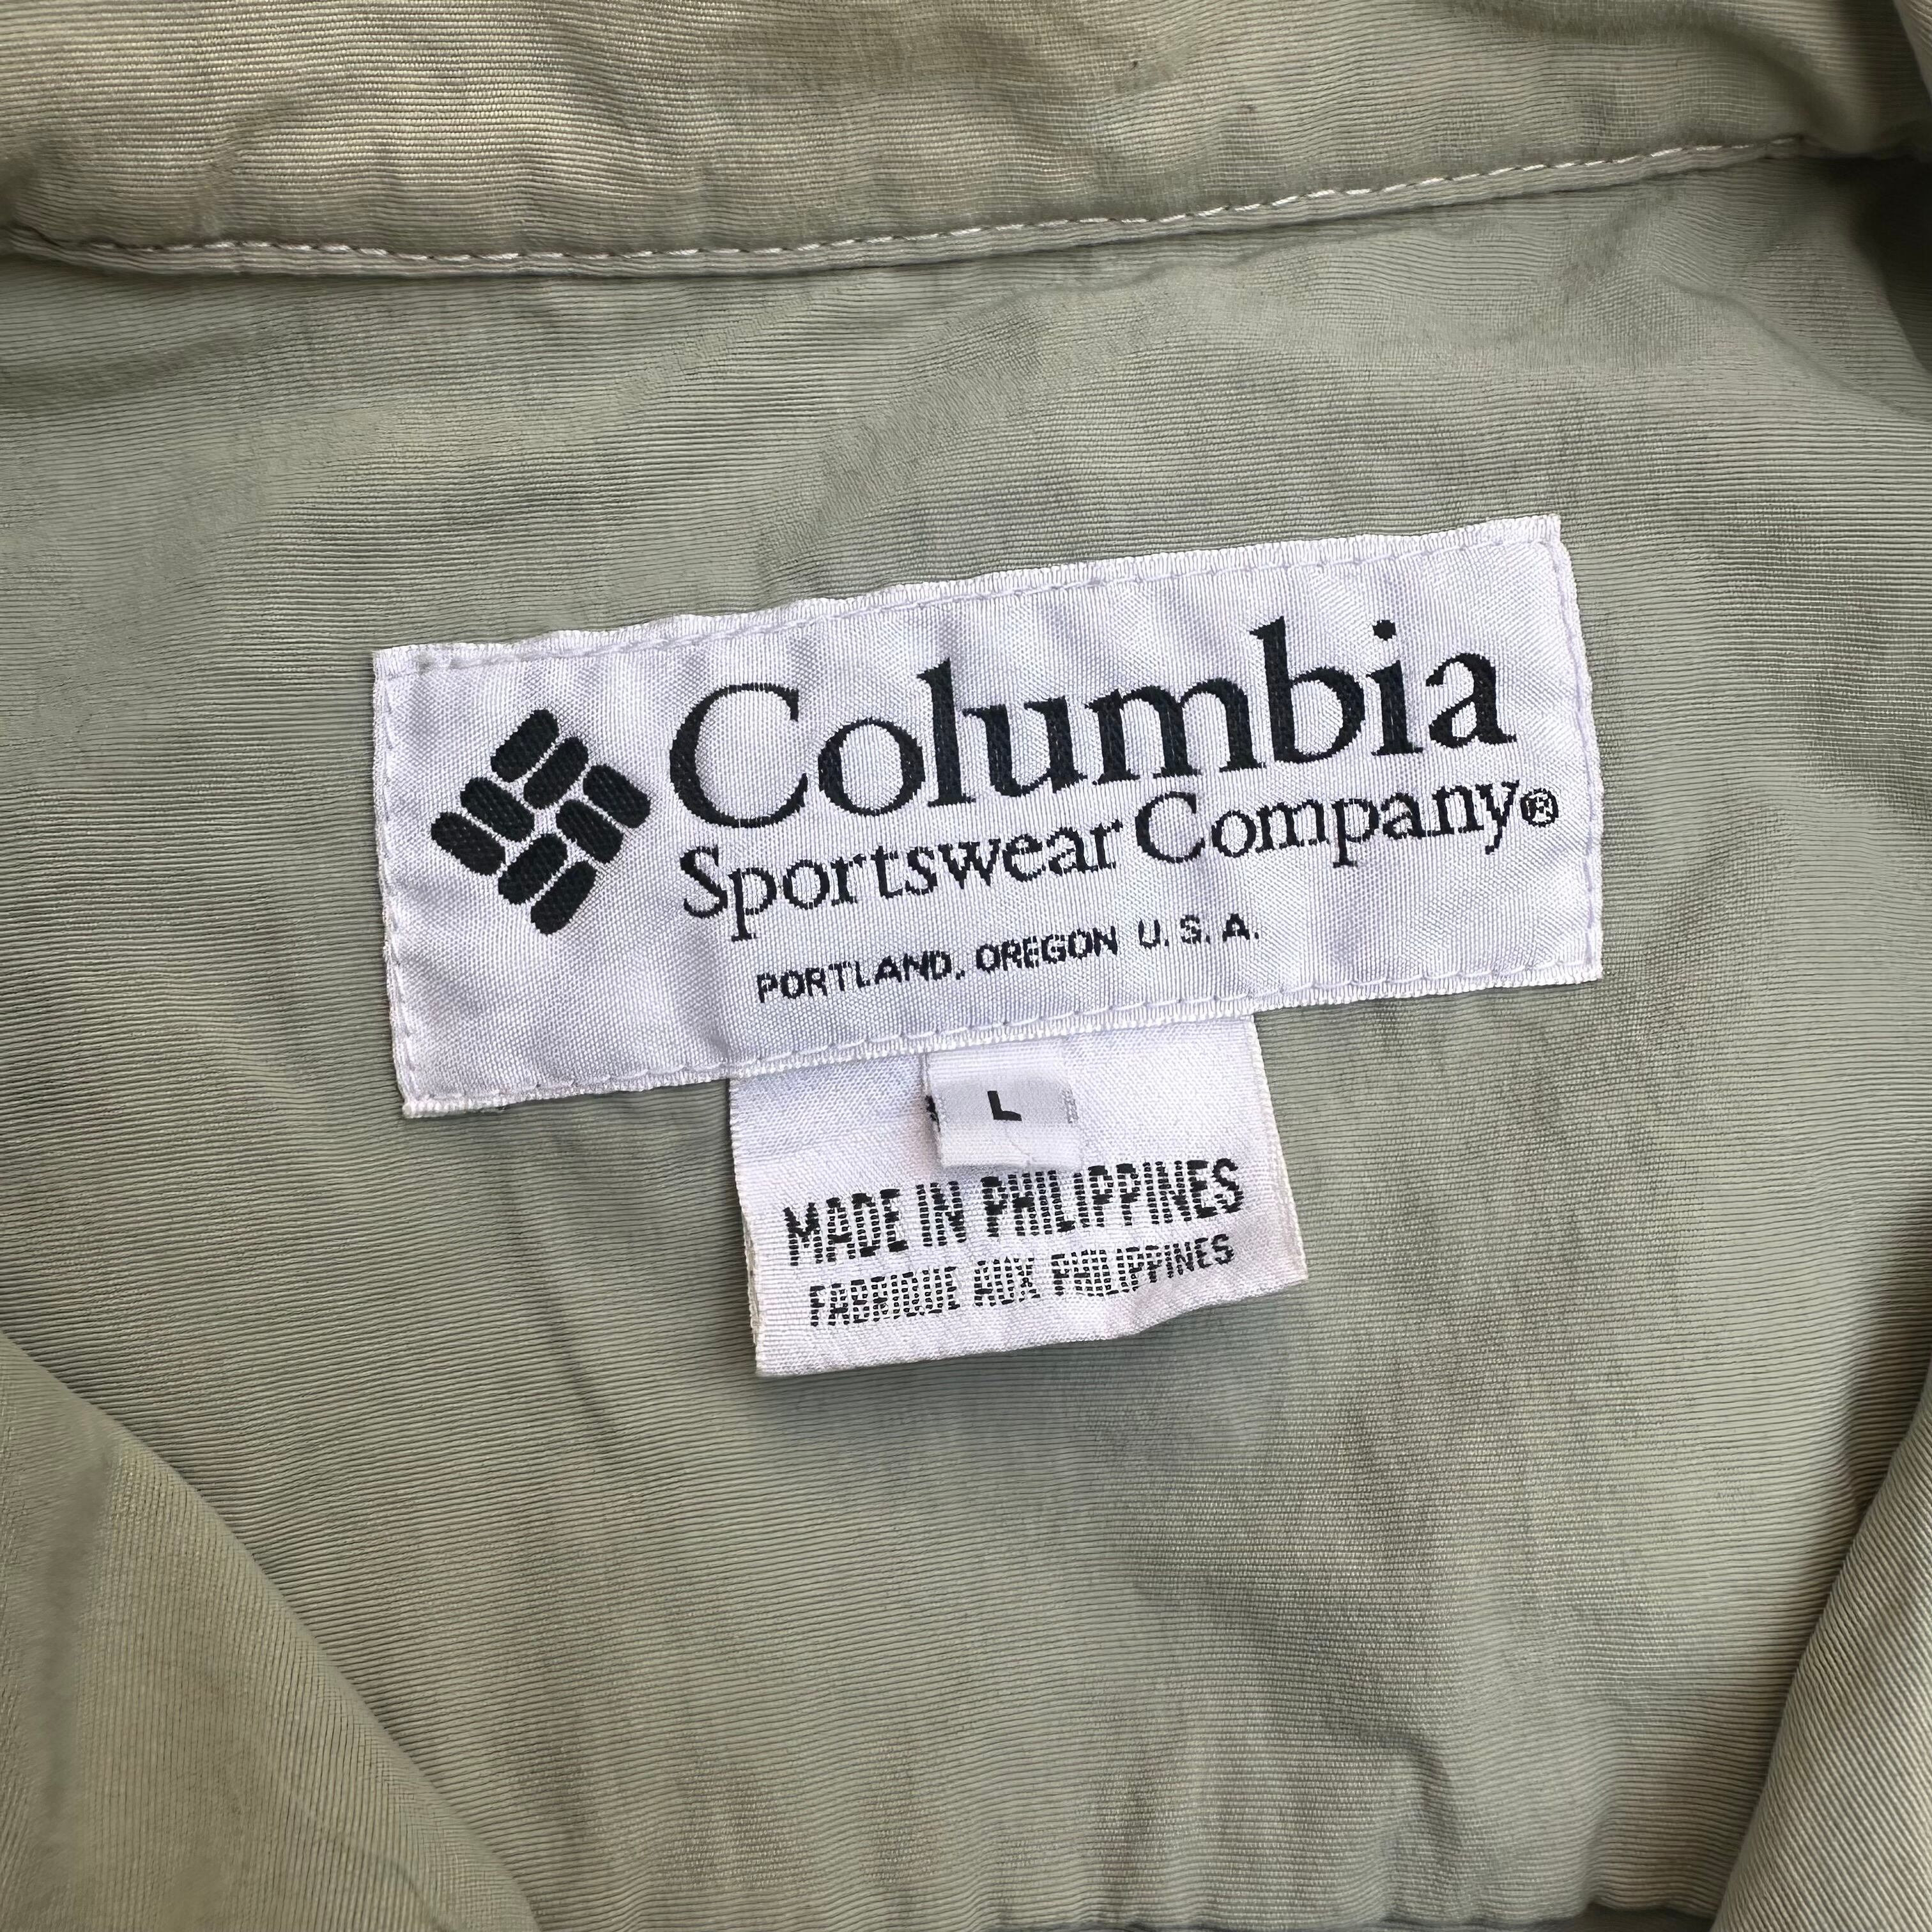 Columbia
Sportswear Company®
PORTLAND, OREGON U.S.A.
L
MADE IN PHILIPPINES
FABRIQUE AUX PHILIPPINES